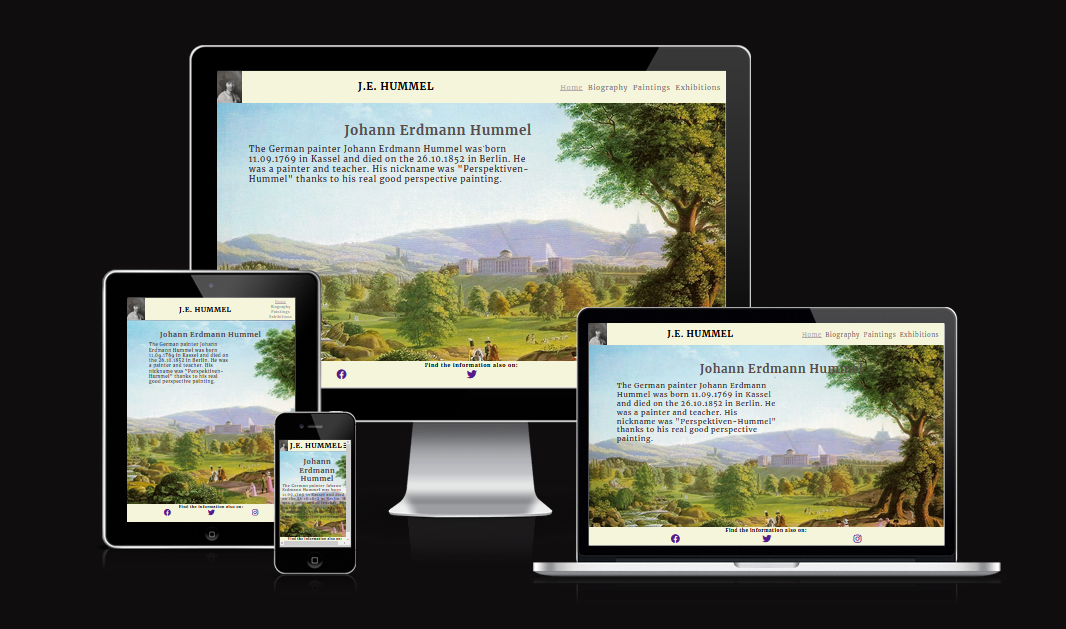 J.E. HUMMEL
Home Biography Paintings Exhibitions
Johann Erdmann Hummel
The German painter Johann Erdmann Hummel was born
11.09.1769 in Kassel and died on the 26.10.1852 in Berlin. He
was a painter and teacher. His nickname was "Perspektiven-
Hummel" thanks to his real good perspective painting.
Find the information also on:
J.E. HUMMEL
Home
Biography
Paintings
Exhibitions
Johann Erdmann Hummel
The German painter Johann
Erdmann Hummel was born
11.09.1769 in Kassel and died on
the 26.10.1852 in Berlin. He was
a painter and teacher. His
nickname was "Perspektiven-
Hummel" thanks to his real
good perspective painting.
Find the information also on:
J.E. HUMMEL
Johann
Erdmann
Hummel
The German painter Johann
Erdmann Hummel was born
11.09.1769 in Kassel and died
on the 26.10.1852 in Berlin. He
Find the information also on:
J.E. HUMMEL
Home Biography Paintings Exhibitions
Johann Erdmann Hummel
The German painter Johann Erdmann
Hummel was born 11.09.1769 in Kassel
and died on the 26.10.1852 in Berlin. He
was a painter and teacher. His
nickname was "Perspektiven-Hummel"
thanks to his real good perspective
painting.
Find the information also on: